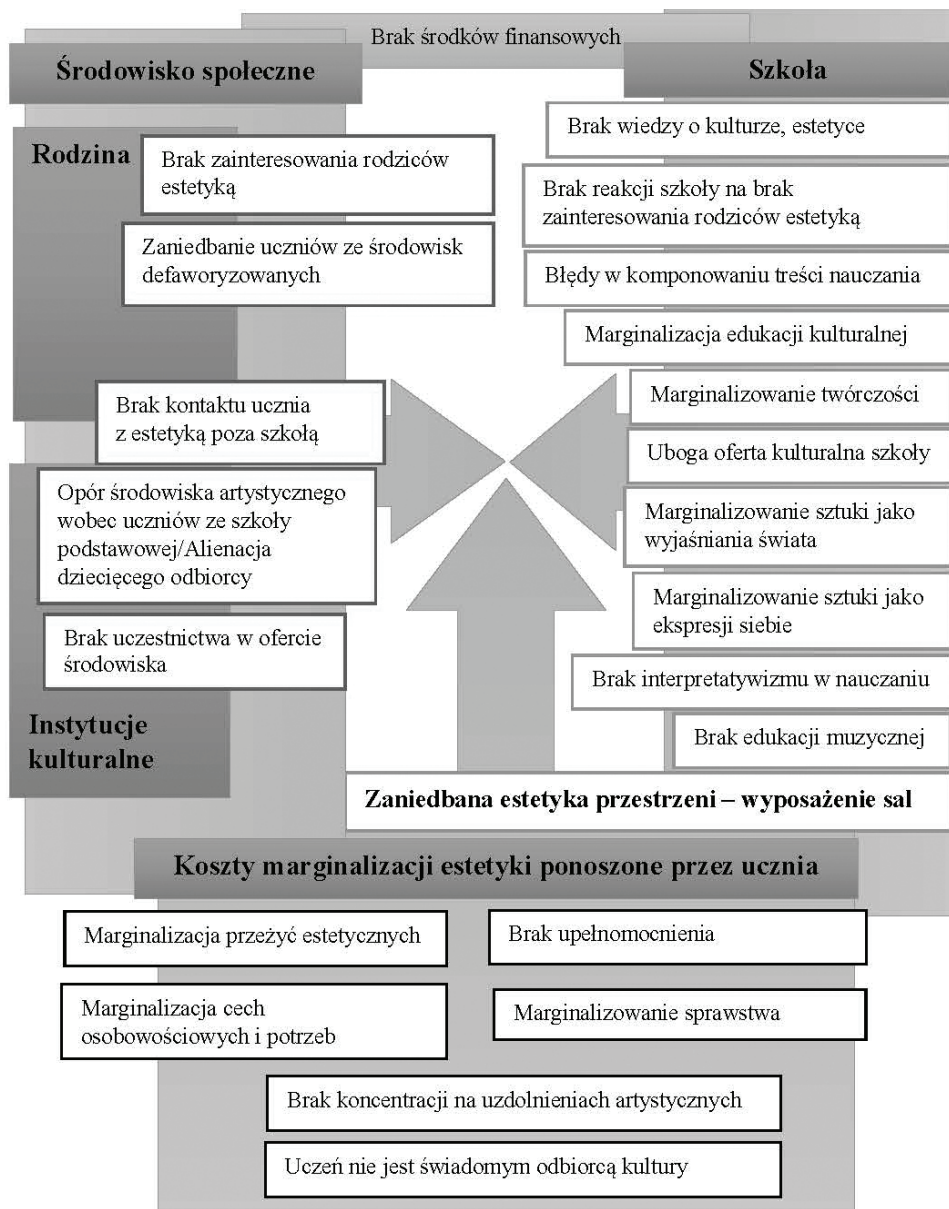 Brak środków finansowych
Środowisko społeczne
Rodzina
Brak zainteresowania rodziców
estetyką
Zaniedbanie uczniów ze środowisk
defaworyzowanych
Brak kontaktu ucznia
z estetyką poza szkołą
Opór środowiska artystycznego
wobec uczniów ze szkoły
podstawowej/Alienacja
dziecięcego odbiorcy
Brak uczestnictwa w ofercie
środowiska
Instytucje
kulturalne
Szkoła
Brak wiedzy o kulturze, estetyce
Brak reakcji szkoły na brak
zainteresowania rodziców estetyką
Błędy w komponowaniu treści nauczania
Marginalizacja edukacji kulturalnej
Marginalizowanie twórczości
Uboga oferta kulturalna szkoły
Marginalizowanie sztuki jako
wyjaśniania świata
Marginalizowanie sztuki jako
ekspresji siebie
Brak interpretatywizmu w nauczaniu
Brak edukacji muzycznej
Zaniedbana estetyka przestrzeni – wyposażenie sal
Koszty marginalizacji estetyki ponoszone przez ucznia
Marginalizacja przeżyć estetycznych
Brak upełnomocnienia
Marginalizacja cech
osobowościowych i potrzeb
Marginalizowanie sprawstwa
Brak koncentracji na uzdolnieniach artystycznych
Uczeń nie jest świadomym odbiorcą kultury